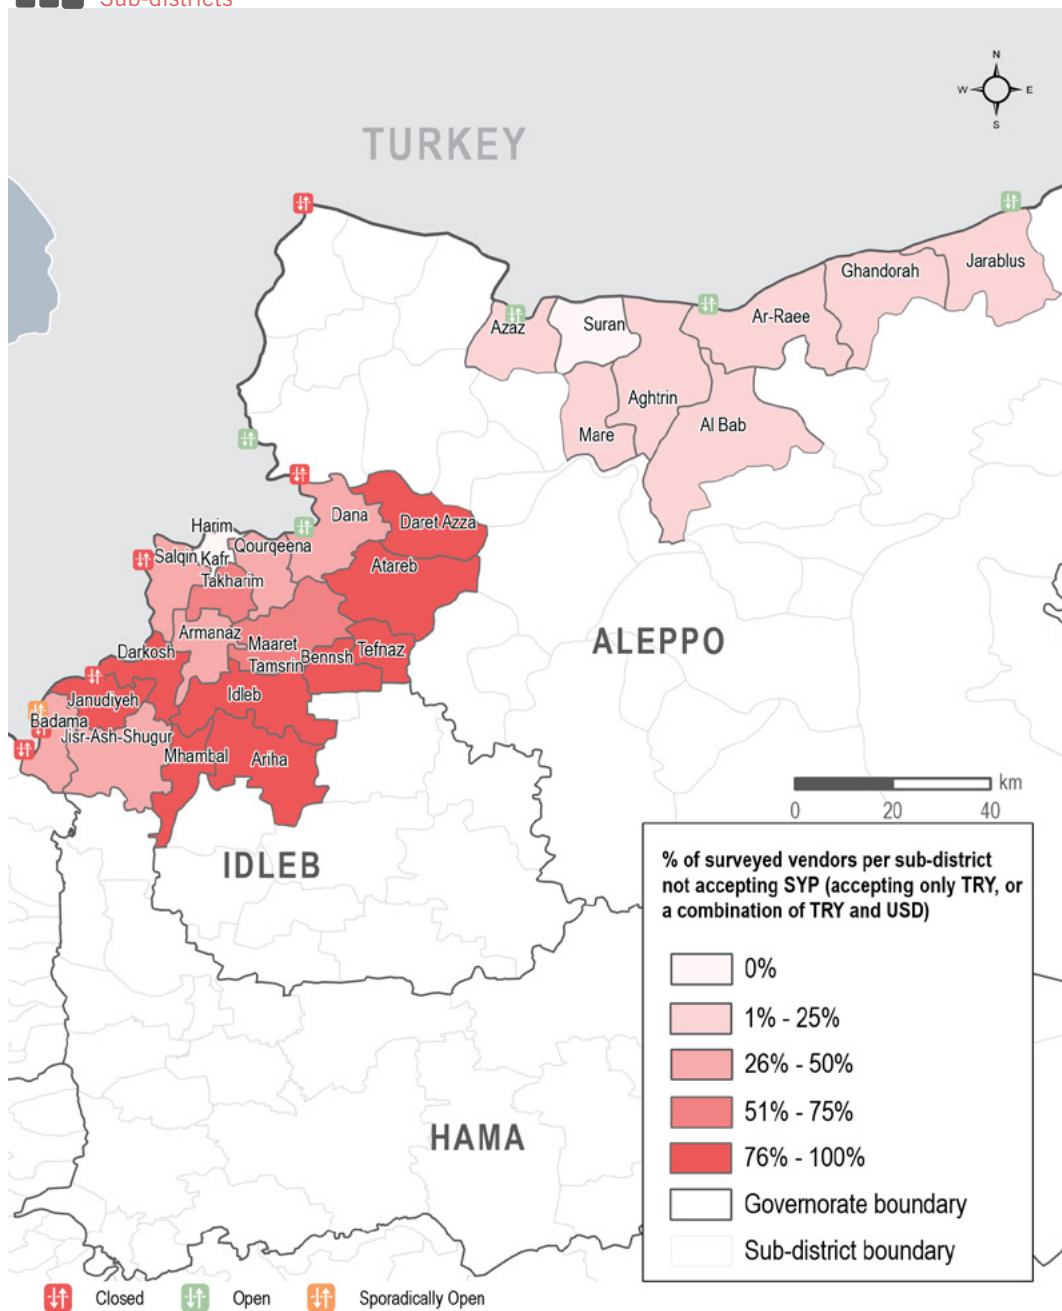 Sub-districts
N
W
E
S
TURKEY
Jarablus
Ghandorah
Ar-Raee
Azaz
Suran
Aghtrin
Mare
Al Bab
Dana
Daret Azza
Harim
Salqin
Kafr
Takharim
Qourqeena
Atareb
Armanaz
Maaret
Tamsrin
Bennsh
Tefnaz
Darkosh
Janudiyeh
Idleb
Badama
Jisr-Ash-Shugur
Mhambal
Ariha
ALEPPO
IDLEB
HAMA
km
0 20 40
% of surveyed vendors per sub-district
not accepting SYP (accepting only TRY, or
a combination of TRY and USD)
0%
1% - 25%
26% - 50%
51% - 75%
76% - 100%
Governorate boundary
Sub-district boundary
Closed Open Sporadically Open